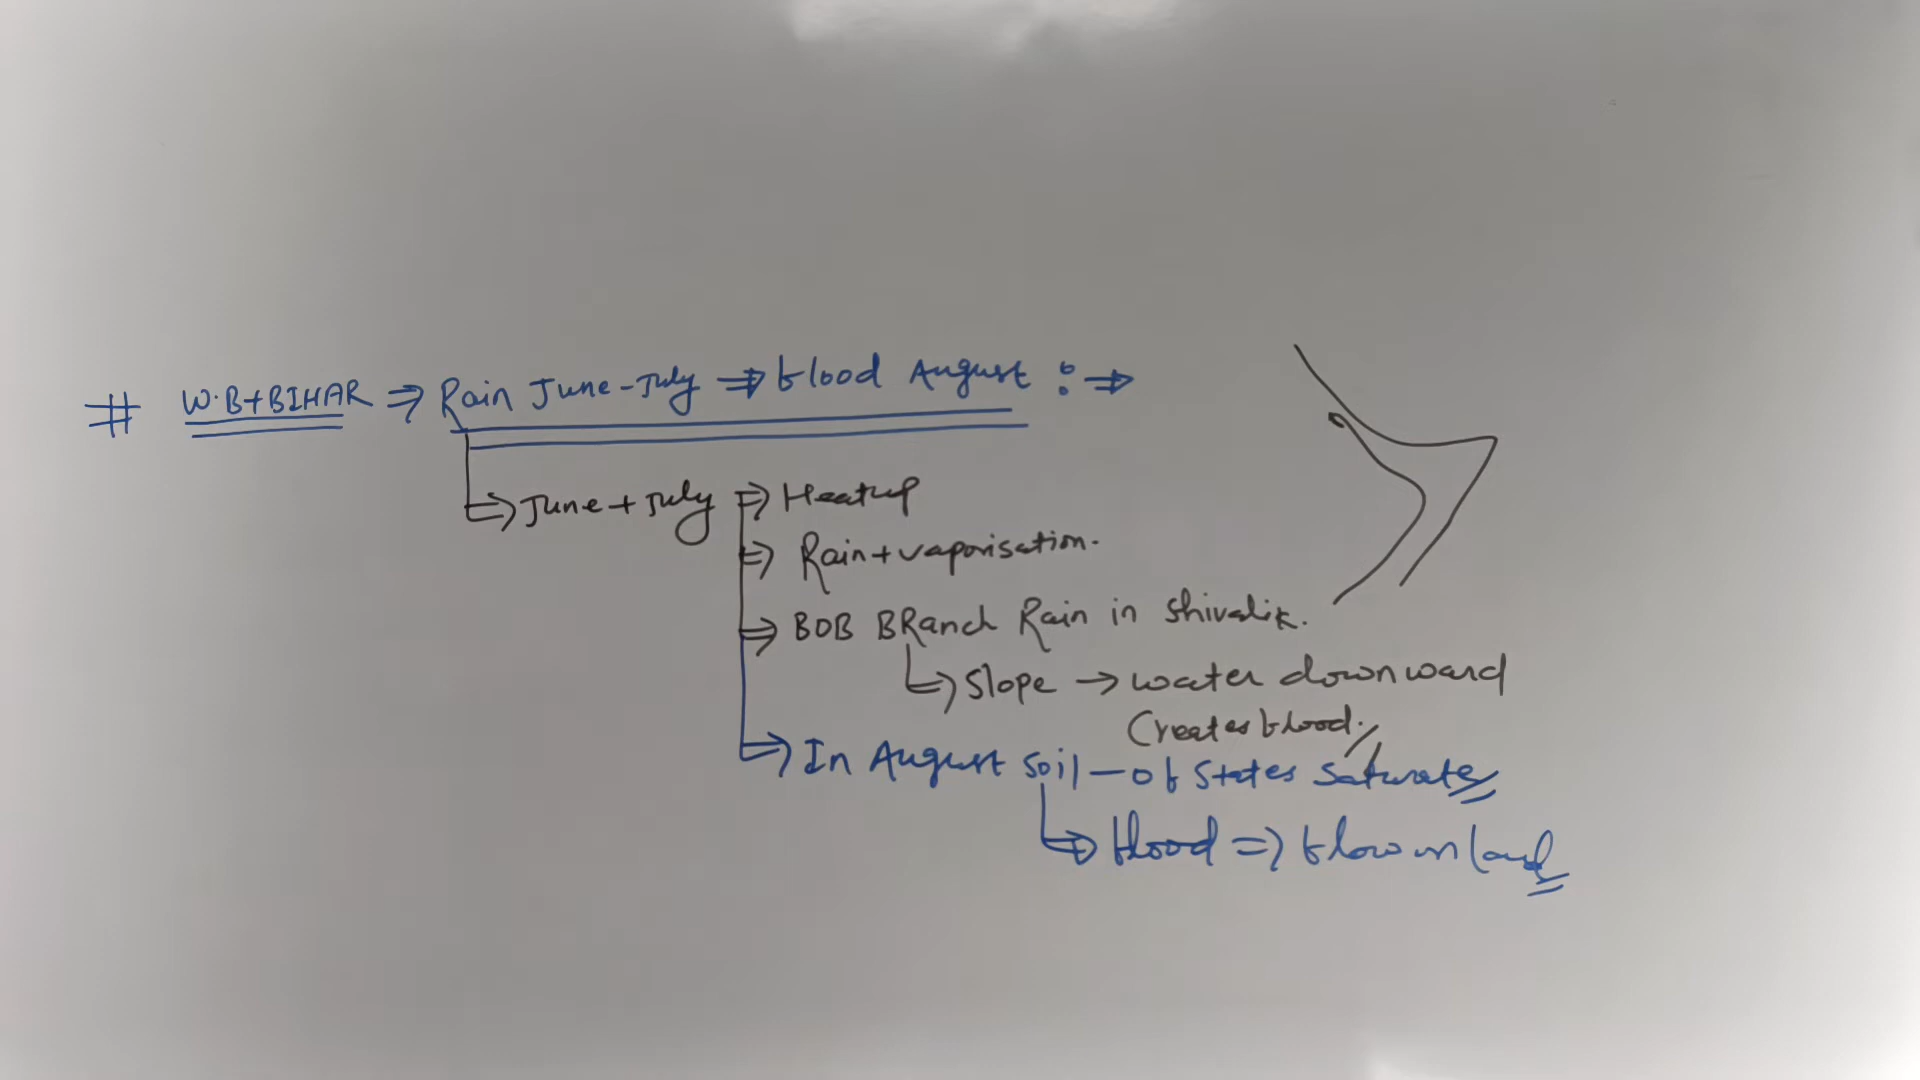 # W.B+BIHAR ⇒ Rain June-July ⇒ flood August : ⇒
⇒ June + July ⇒ Heatup
⇒ Rain + vaporisation.
⇒ BOB BRanch Rain in Shivalik.
⇒ Slope → water downward
Creates flood.
⇒ In August soil - of States Saturate
⇒ flood ⇒ flow on land